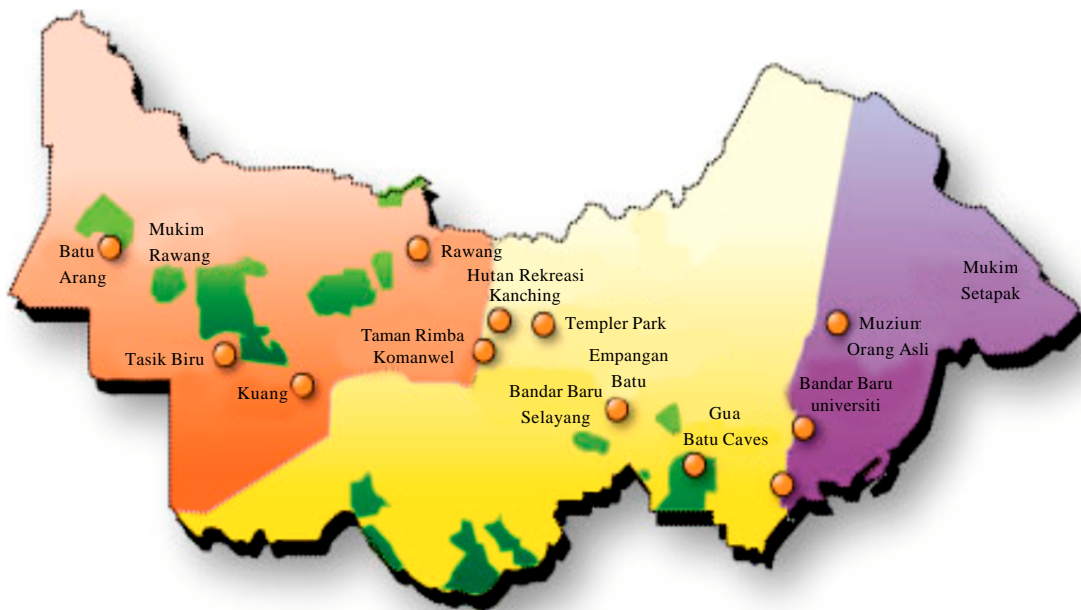 Batu
Arang
Mukim
Rawang
Rawang
Hutan Rekreasi
Kanching
Tasik Biru
Kuang
Taman Rimba
Komanwel
Templer Park
Empangan
Batu
Bandar Baru
Selayang
Gua
Batu Caves
Mukim
Setapak
Muzium
Orang Asli
Bandar Baru
universiti